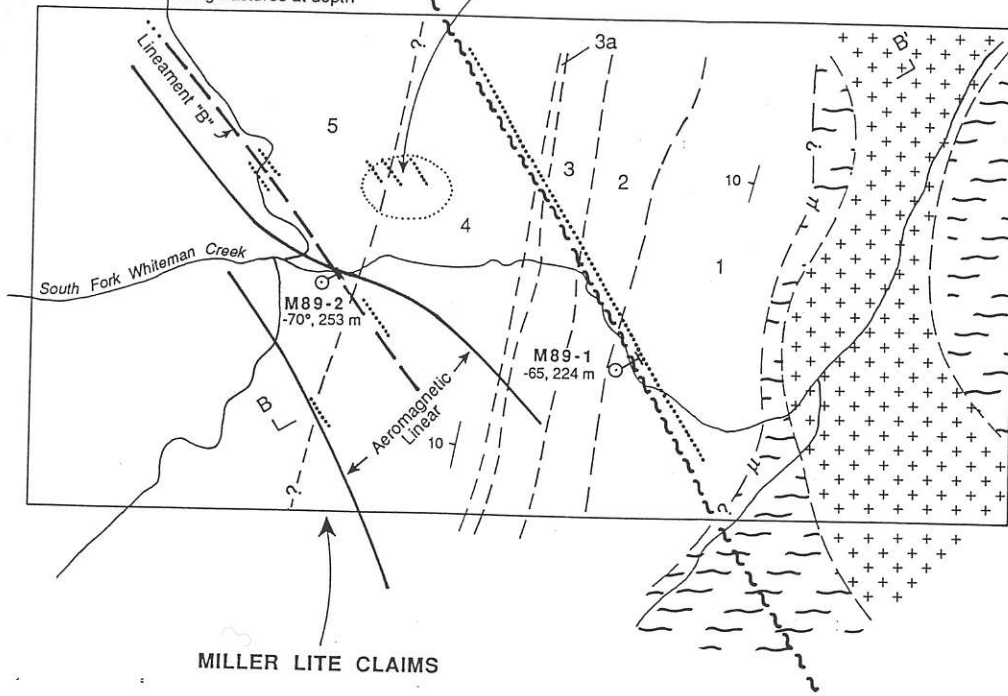 3a
B'
?
Lineament "B"
5
?
3
2
10
4
µ
1
South Fork Whiteman Creek
M89-2
-70°, 253 m
M89-1
-65, 224 m
B
Aeromagnetic
Linear
10
µ
?
?
MILLER LITE CLAIMS